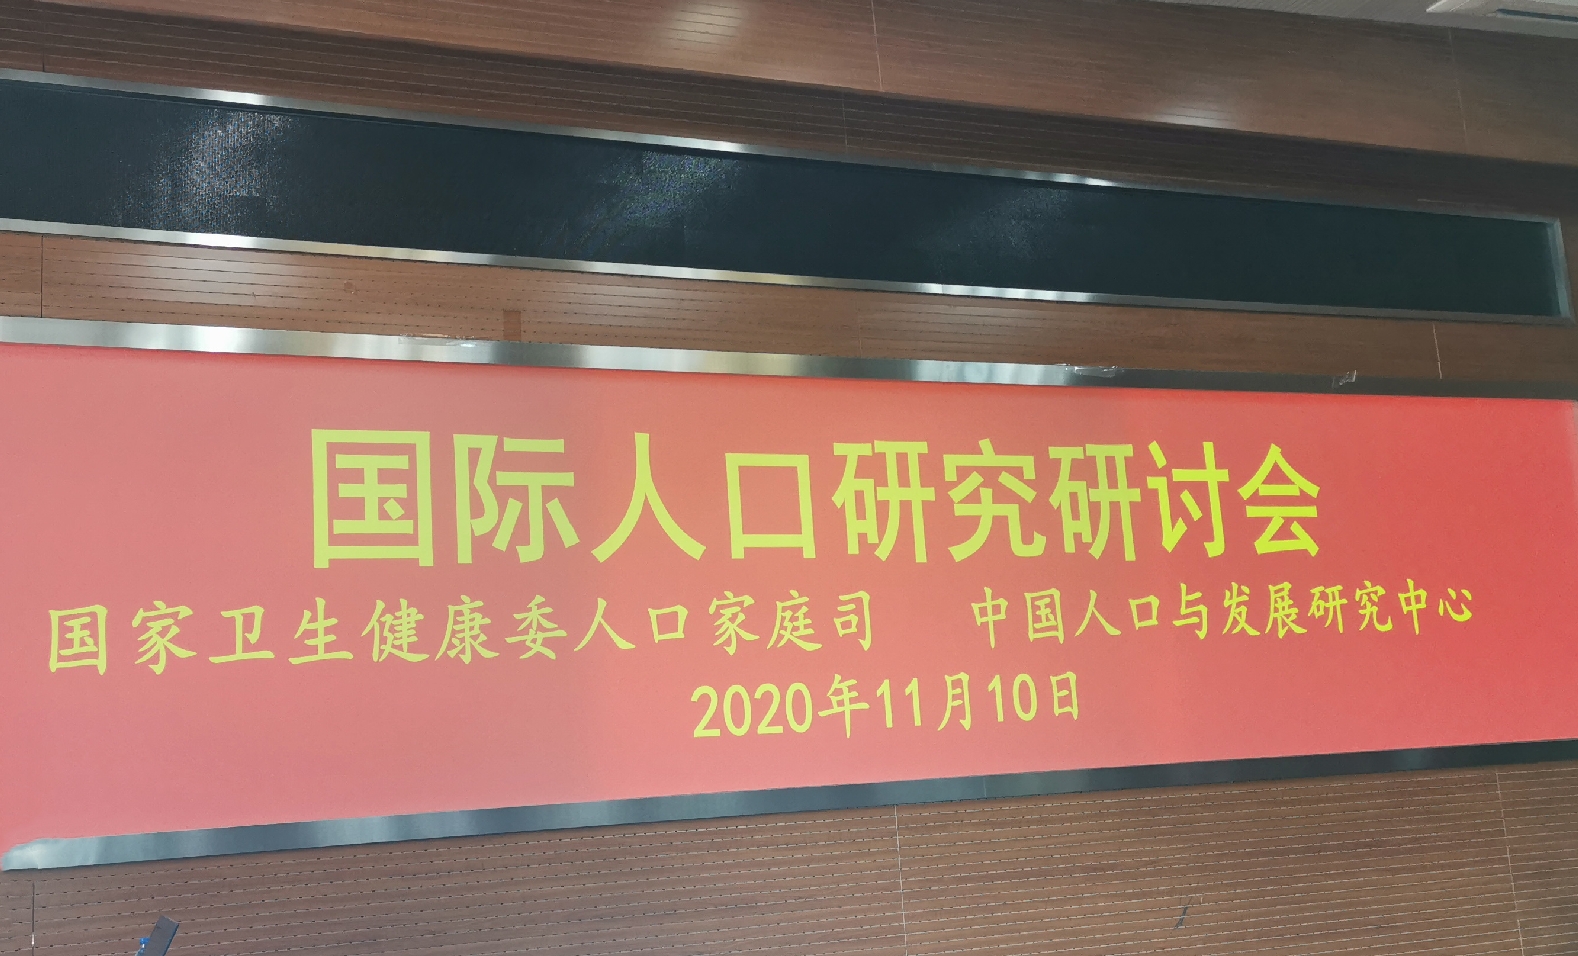 国际人口研究研讨会
国家卫生健康委人口家庭司 中国人口与发展研究中心
2020年11月10日